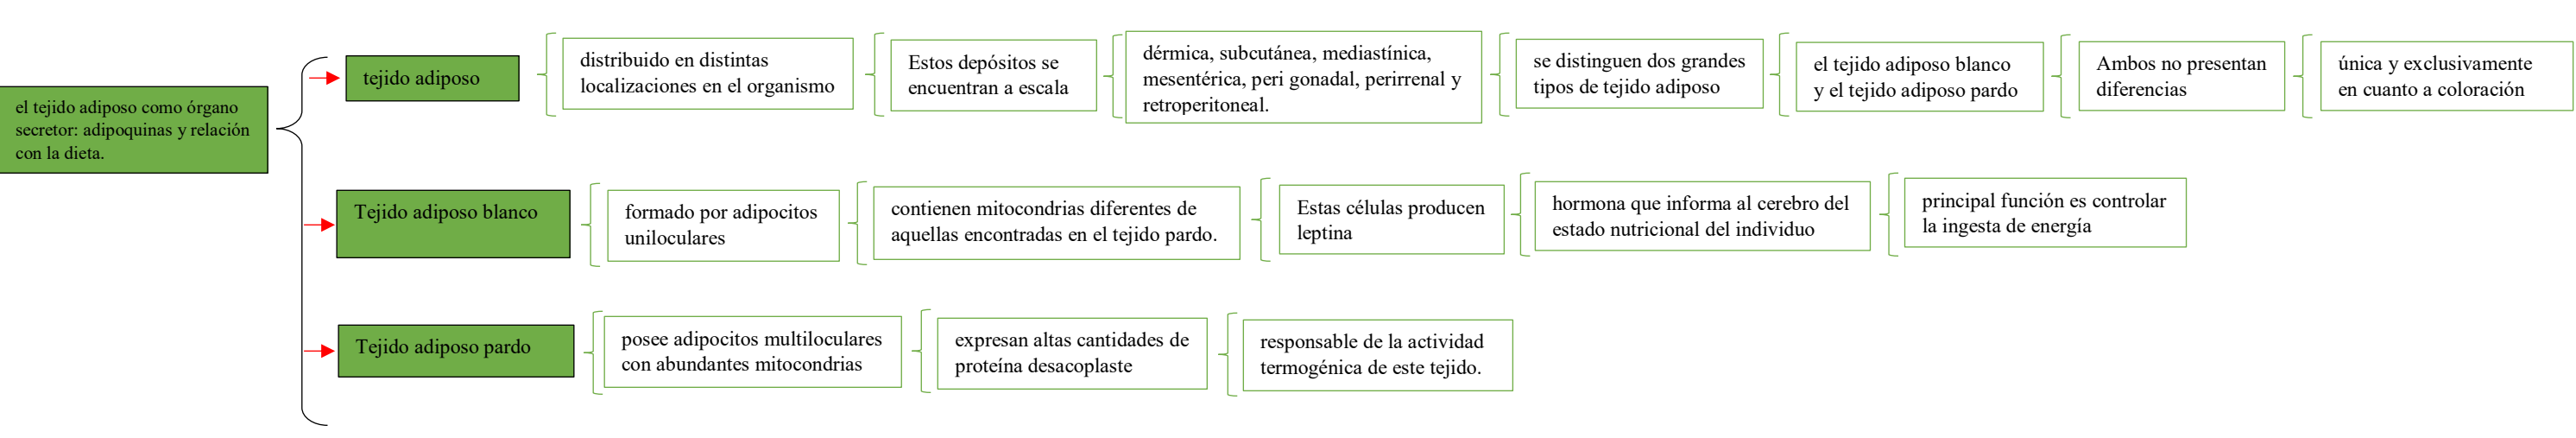 el tejido adiposo como órgano
secretor: adipoquinas y relación
con la dieta.
tejido adiposo
distribuido en distintas
localizaciones en el organismo
Estos depósitos se
encuentran a escala
dérmica, subcutánea, mediastínica,
mesentérica, peri gonadal, perirrenal y
retroperitoneal.
se distinguen dos grandes
tipos de tejido adiposo
el tejido adiposo blanco
y el tejido adiposo pardo
Ambos no presentan
diferencias
única y exclusivamente
en cuanto a coloración
Tejido adiposo blanco
formado por adipocitos
uniloculares
contienen mitocondrias diferentes de
aquellas encontradas en el tejido pardo.
Estas células producen
leptina
hormona que informa al cerebro del
estado nutricional del individuo
principal función es controlar
la ingesta de energía
Tejido adiposo pardo
posee adipocitos multiloculares
con abundantes mitocondrias
expresan altas cantidades de
proteína desacoplaste
responsable de la actividad
termogénica de este tejido.